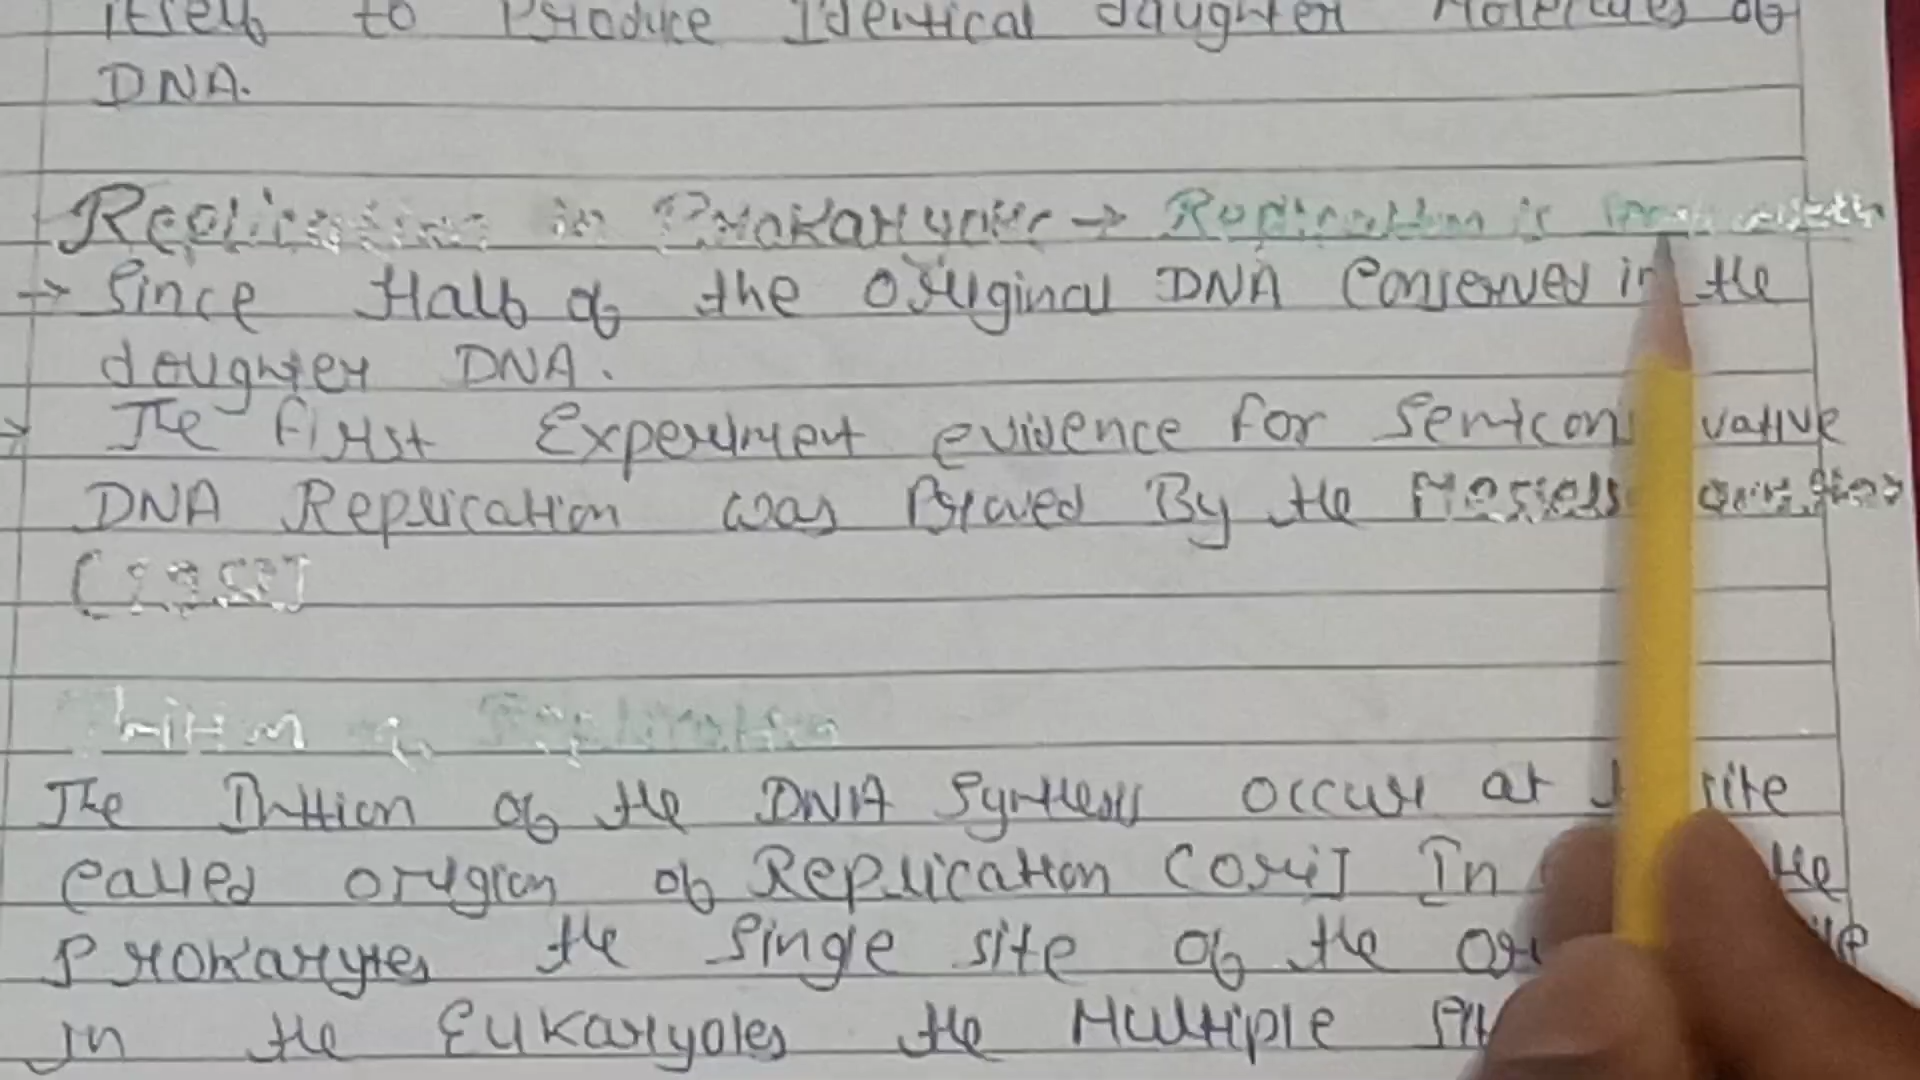 itself to Produce Identical daughter Molecules of
DNA.
Replication in Prokaryotes → Replication is
→ Since Half of the Original DNA Conserved in the
daughter DNA.
→ The First Experiment evidence For Semicon vative
DNA Replication was Proved By the
The Inttion of the DNA Synthesis occur at site
called origion of Replication (ori] In the
Prokaryotes the Single site of the
in the Eukaryoles the Multiple